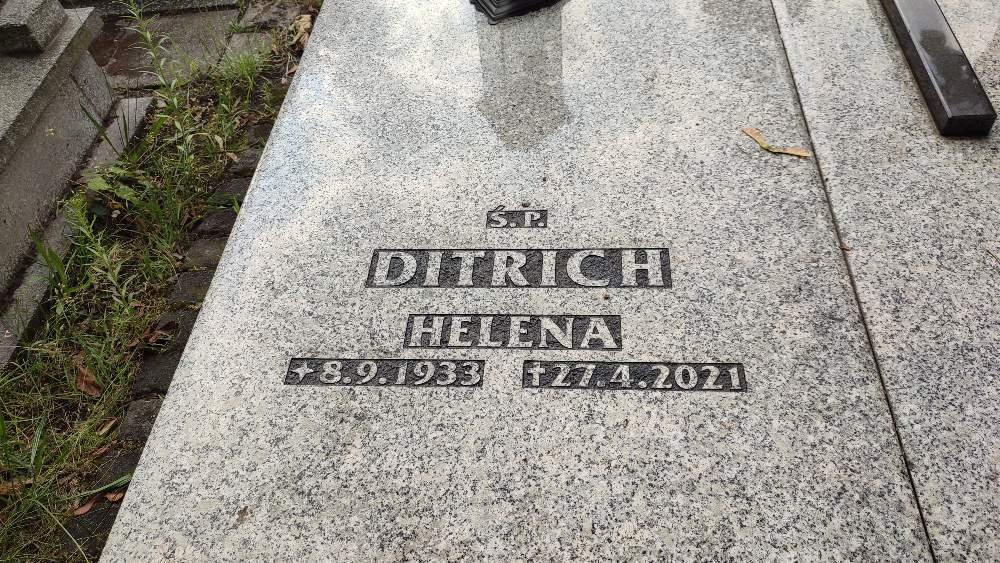 Ś.P.
DITRICH
HELENA
✦8.9.1933 ✝27.4.2021